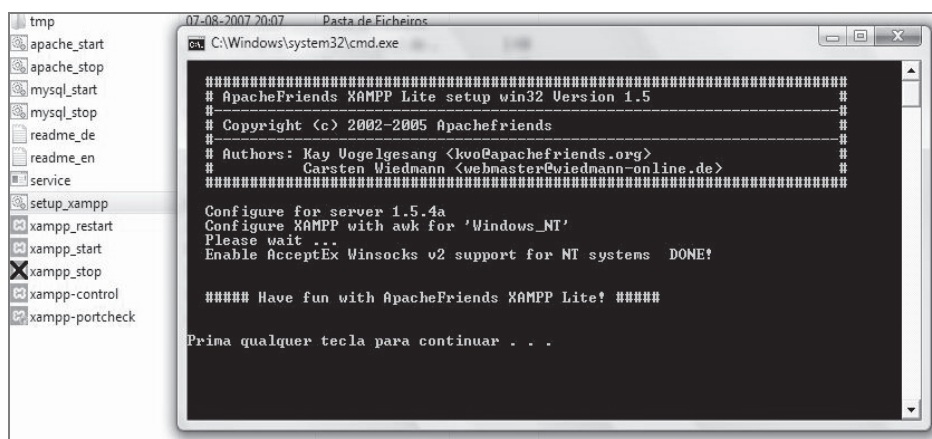 tmp 07-08-2007 20:07 Pasta de Ficheiros
apache_start
apache_stop
mysql_start
mysql_stop
readme_de
readme_en
service
setup_xampp
xampp_restart
xampp_start
xampp_stop
xampp-control
xampp-portcheck
C:\Windows\system32\cmd.exe
########################################################################
# ApacheFriends XAMPP Lite setup win32 Version 1.5 #
#----------------------------------------------------------------------#
# Copyright (c) 2002-2005 Apachefriends #
#----------------------------------------------------------------------#
# Authors: Kay Vogelgesang <kvo@apachefriends.org> #
# Carsten Wiedmann <webmaster@wiedmann-online.de> #
########################################################################
Configure for server 1.5.4a
Configure XAMPP with awk for 'Windows_NT'
Please wait ...
Enable AcceptEx Winsocks v2 support for NT systems DONE!
##### Have fun with ApacheFriends XAMPP Lite! #####
Prima qualquer tecla para continuar . . .